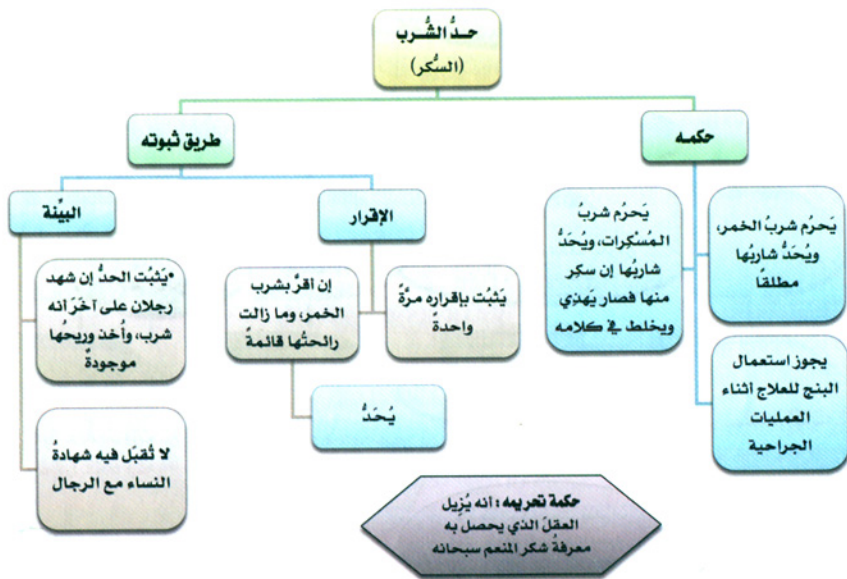 حدُّ الشُّرب
(السُّكر)
حكمـه
يَحرُم شربُ الخمر،
ويُحَدُّ شاربُها
مطلقاً
يجوز استعمال
البنج للعلاج أثناء
العمليات
الجراحية
يَحرُم شربُ
المُسْكِرات، ويُحَدُّ
شاربُها إن سكِر
منها فصار يَهذِي
ويخلط في كلامه
طريق ثبوته
الإقرار
يَثبُت بإقراره مرَّةً
واحدةً
إن أقرَّ بشرب
الخمر، وما زالت
رائحتُها قائمةً
يُحَدُّ
البيِّنة
•يَثبُت الحدُّ إن شهد
رجلان على آخَرَ أنه
شرب، وأُخذ وريحُها
موجودةٌ
لا تُقبَل فيه شهادةُ
النساء مع الرجال
حكمة تحريمه: أنه يُزِيل
العقلَ الذي يحصل به
معرفةُ شكر المنعم سبحانه